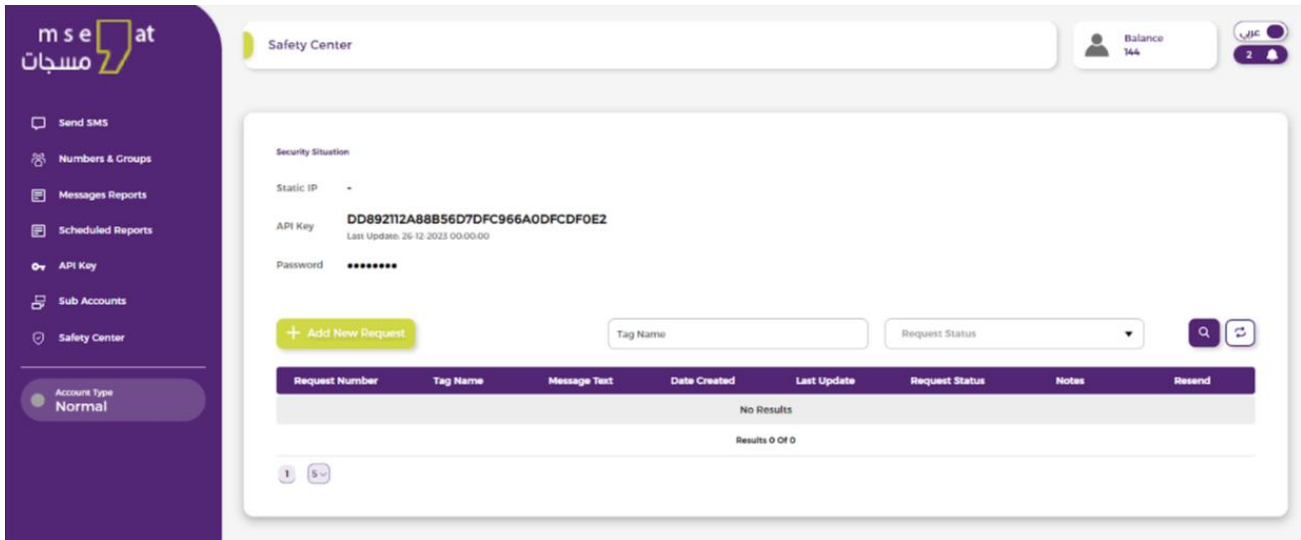 mse at
مسجات
Send SMS
Numbers & Groups
Messages Reports
Scheduled Reports
API Key
Sub Accounts
Safety Center
Account Type
Normal
Safety Center
Balance
144
عربي
2
Security Situation
Static IP -
API Key DD892112A88B56D7DFC966A0DFCDF0E2
Last Update: 26-12-2023 00:00:00
Password ••••••••
+ Add New Request Tag Name Request Status
Request Number Tag Name Message Text Date Created Last Update Request Status Notes Resend
No Results
Results 0 Of 0
1 5